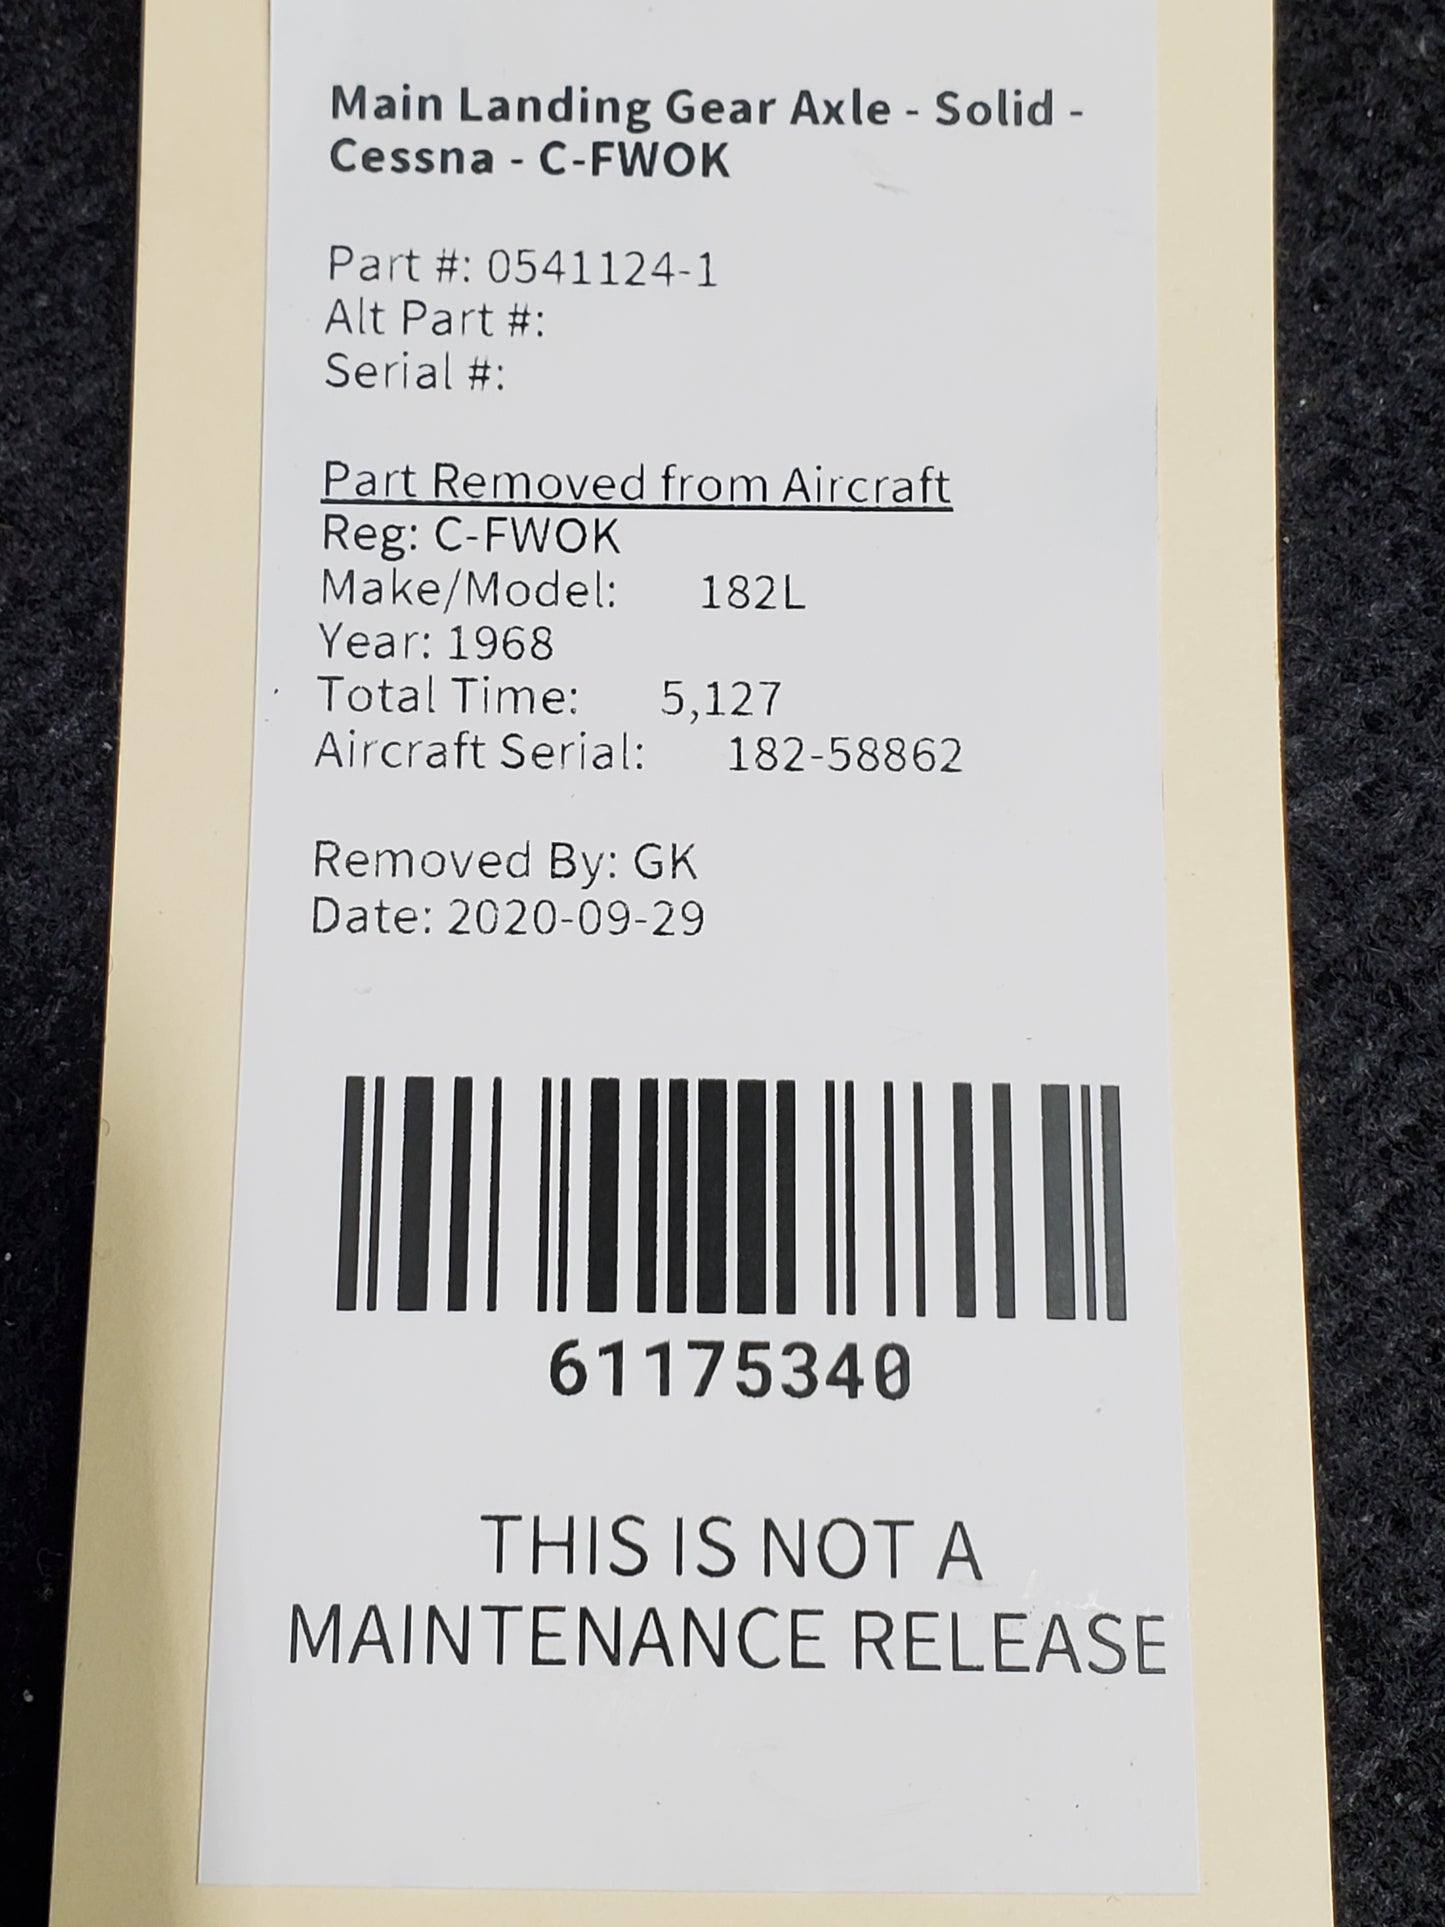 Main Landing Gear Axle - Solid -
Cessna - C-FWOK
Part #: 0541124-1
Alt Part #:
Serial #:
Part Removed from Aircraft
Reg: C-FWOK
Make/Model: 182L
Year: 1968
Total Time: 5,127
Aircraft Serial: 182-58862
Removed By: GK
Date: 2020-09-29
61175340
THIS IS NOT A
MAINTENANCE RELEASE